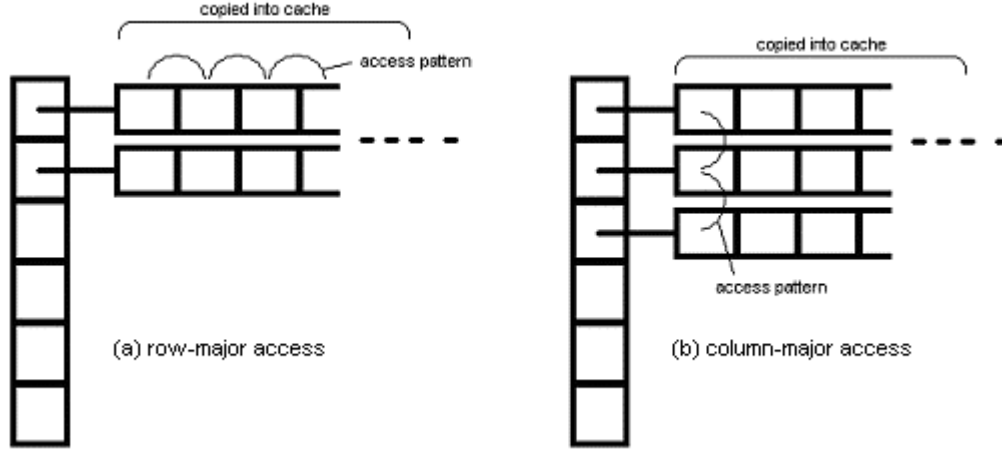 copied into cache
access pattern
(a) row-major access
copied into cache
access pattern
(b) column-major access